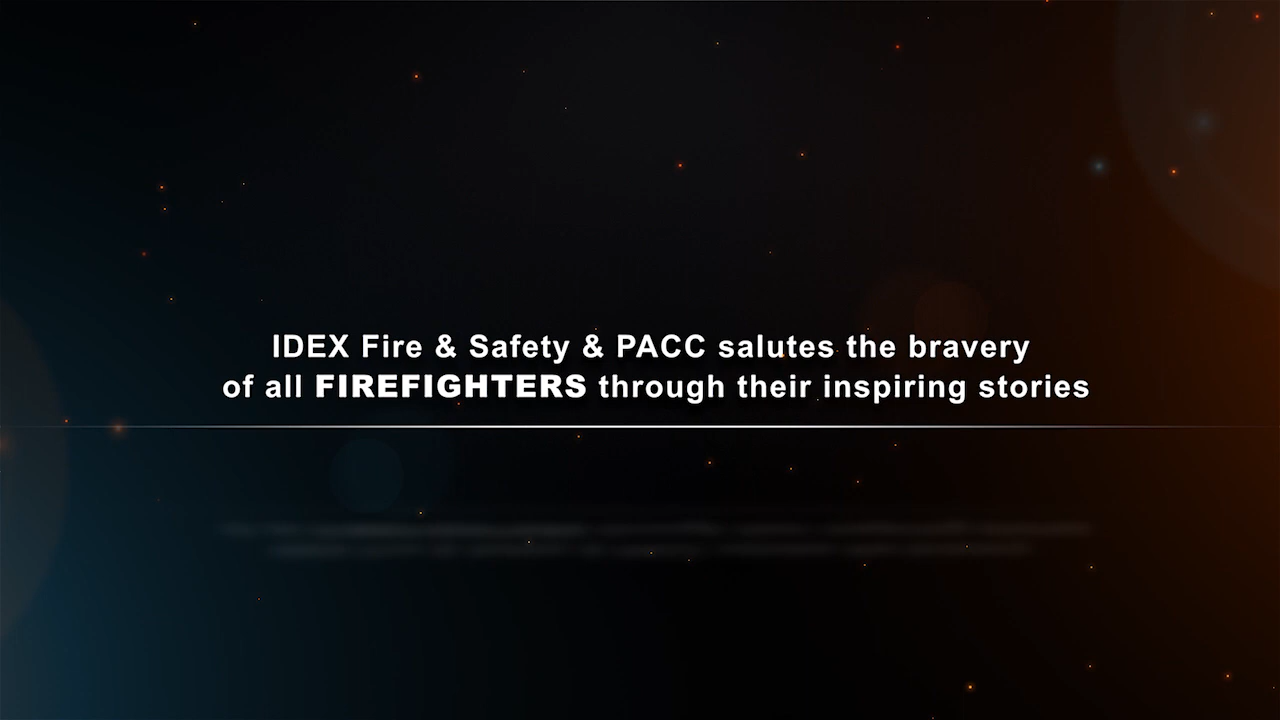 IDEX Fire & Safety & PACC salutes the bravery
of all FIREFIGHTERS through their inspiring stories